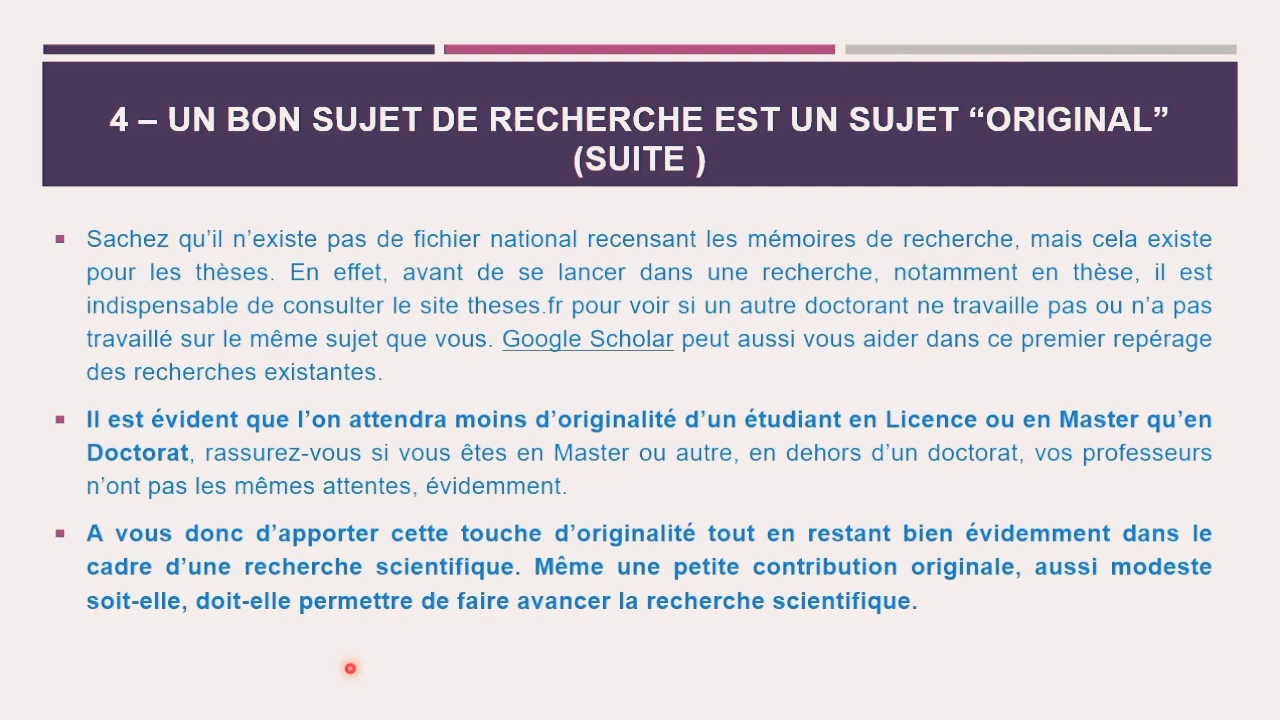 4 – UN BON SUJET DE RECHERCHE EST UN SUJET “ORIGINAL”
(SUITE )
Sachez qu’il n’existe pas de fichier national recensant les mémoires de recherche, mais cela existe
pour les thèses. En effet, avant de se lancer dans une recherche, notamment en thèse, il est
indispensable de consulter le site theses.fr pour voir si un autre doctorant ne travaille pas ou n’a pas
travaillé sur le même sujet que vous. Google Scholar peut aussi vous aider dans ce premier repérage
des recherches existantes.
Il est évident que l’on attendra moins d’originalité d’un étudiant en Licence ou en Master qu’en
Doctorat, rassurez-vous si vous êtes en Master ou autre, en dehors d’un doctorat, vos professeurs
n’ont pas les mêmes attentes, évidemment.
A vous donc d’apporter cette touche d’originalité tout en restant bien évidemment dans le
cadre d’une recherche scientifique. Même une petite contribution originale, aussi modeste
soit-elle, doit-elle permettre de faire avancer la recherche scientifique.